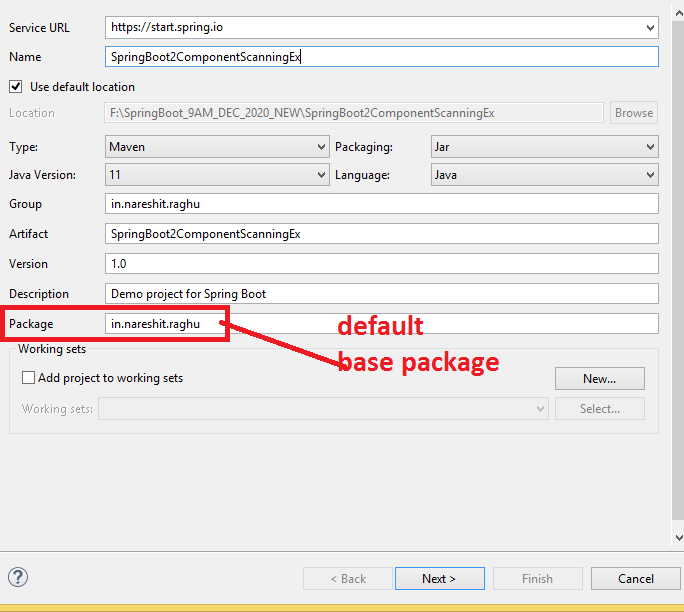 Service URL https://start.spring.io
Name SpringBoot2ComponentScanningEx
Use default location
Location F:\SpringBoot_9AM_DEC_2020_NEW\SpringBoot2ComponentScanningEx Browse
Type: Maven Packaging: Jar
Java Version: 11 Language: Java
Group in.nareshit.raghu
Artifact SpringBoot2ComponentScanningEx
Version 1.0
Description Demo project for Spring Boot
Package in.nareshit.raghu default
Working sets base package
Add project to working sets New...
Working sets: Select...
? < Back Next > Finish Cancel